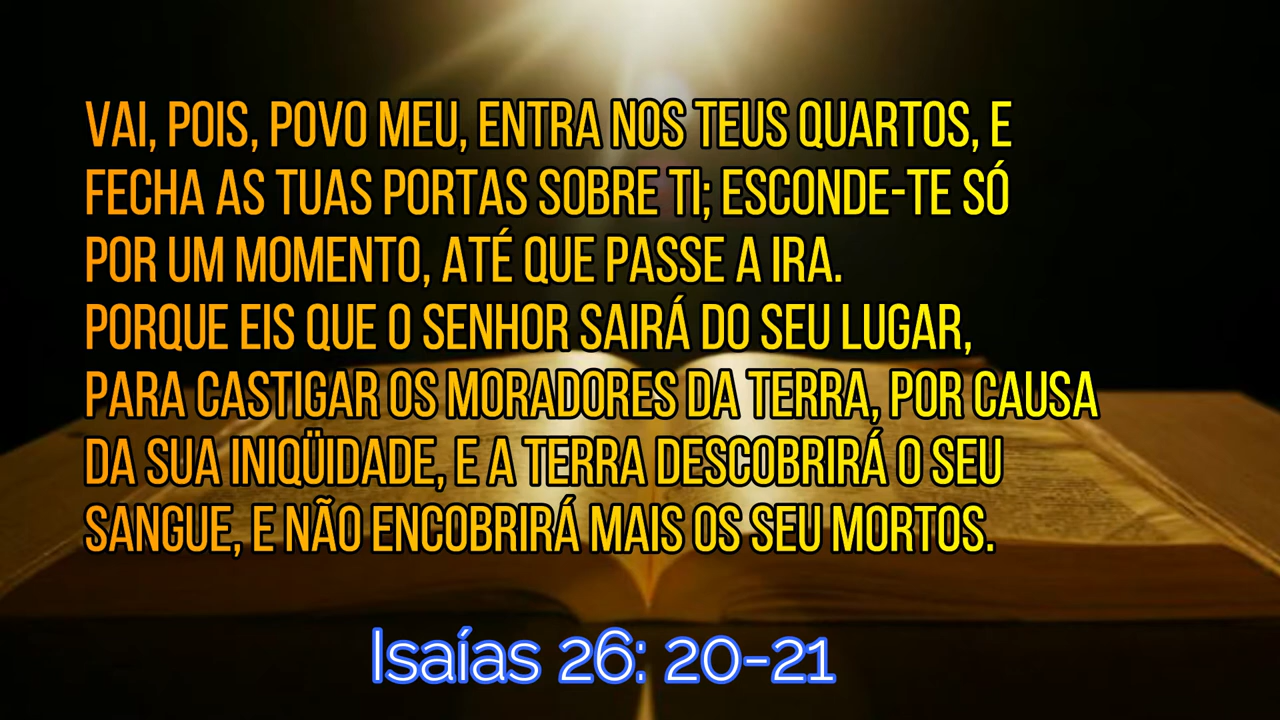 VAI, POIS, POVO MEU, ENTRA NOS TEUS QUARTOS, E
FECHA AS TUAS PORTAS SOBRE TI; ESCONDE-TE SÓ
POR UM MOMENTO, ATÉ QUE PASSE A IRA.
PORQUE EIS QUE O SENHOR SAIRÁ DO SEU LUGAR,
PARA CASTIGAR OS MORADORES DA TERRA, POR CAUSA
DA SUA INIQÜIDADE, E A TERRA DESCOBRIRÁ O SEU
SANGUE, E NÃO ENCOBRIRÁ MAIS OS SEU MORTOS.
Isaías 26: 20-21